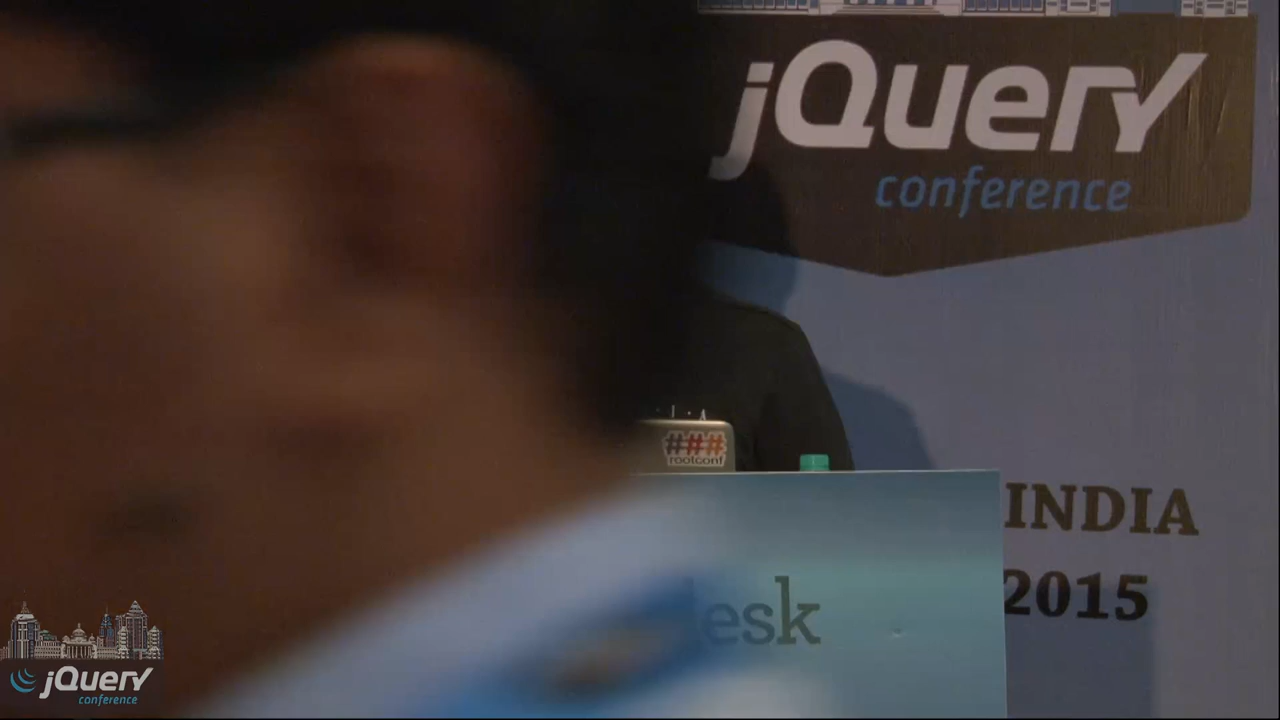 jQuery
conference
###
rootconf
INDIA
esk
2015
jQuery
conference